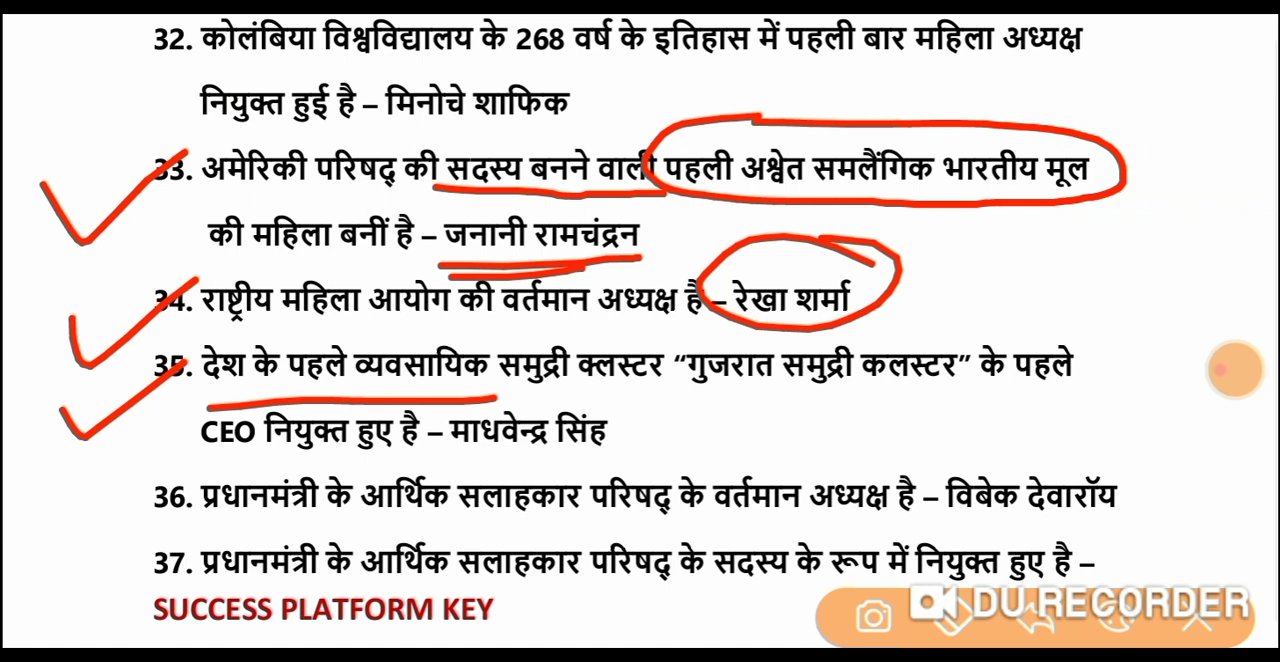 32. कोलंबिया विश्वविद्यालय के 268 वर्ष के इतिहास में पहली बार महिला अध्यक्ष
नियुक्त हुई है – मिनोचे शाफिक
33. अमेरिकी परिषद् की सदस्य बनने वाली पहली अश्वेत समलैंगिक भारतीय मूल
की महिला बनीं है – जनानी रामचंद्रन
34. राष्ट्रीय महिला आयोग की वर्तमान अध्यक्ष है – रेखा शर्मा
35. देश के पहले व्यवसायिक समुद्री क्लस्टर “गुजरात समुद्री कलस्टर” के पहले
CEO नियुक्त हुए है – माधवेन्द्र सिंह
36. प्रधानमंत्री के आर्थिक सलाहकार परिषद् के वर्तमान अध्यक्ष है – विबेक देवारॉय
37. प्रधानमंत्री के आर्थिक सलाहकार परिषद् के सदस्य के रूप में नियुक्त हुए है –
SUCCESS PLATFORM KEY
DU RECORDER